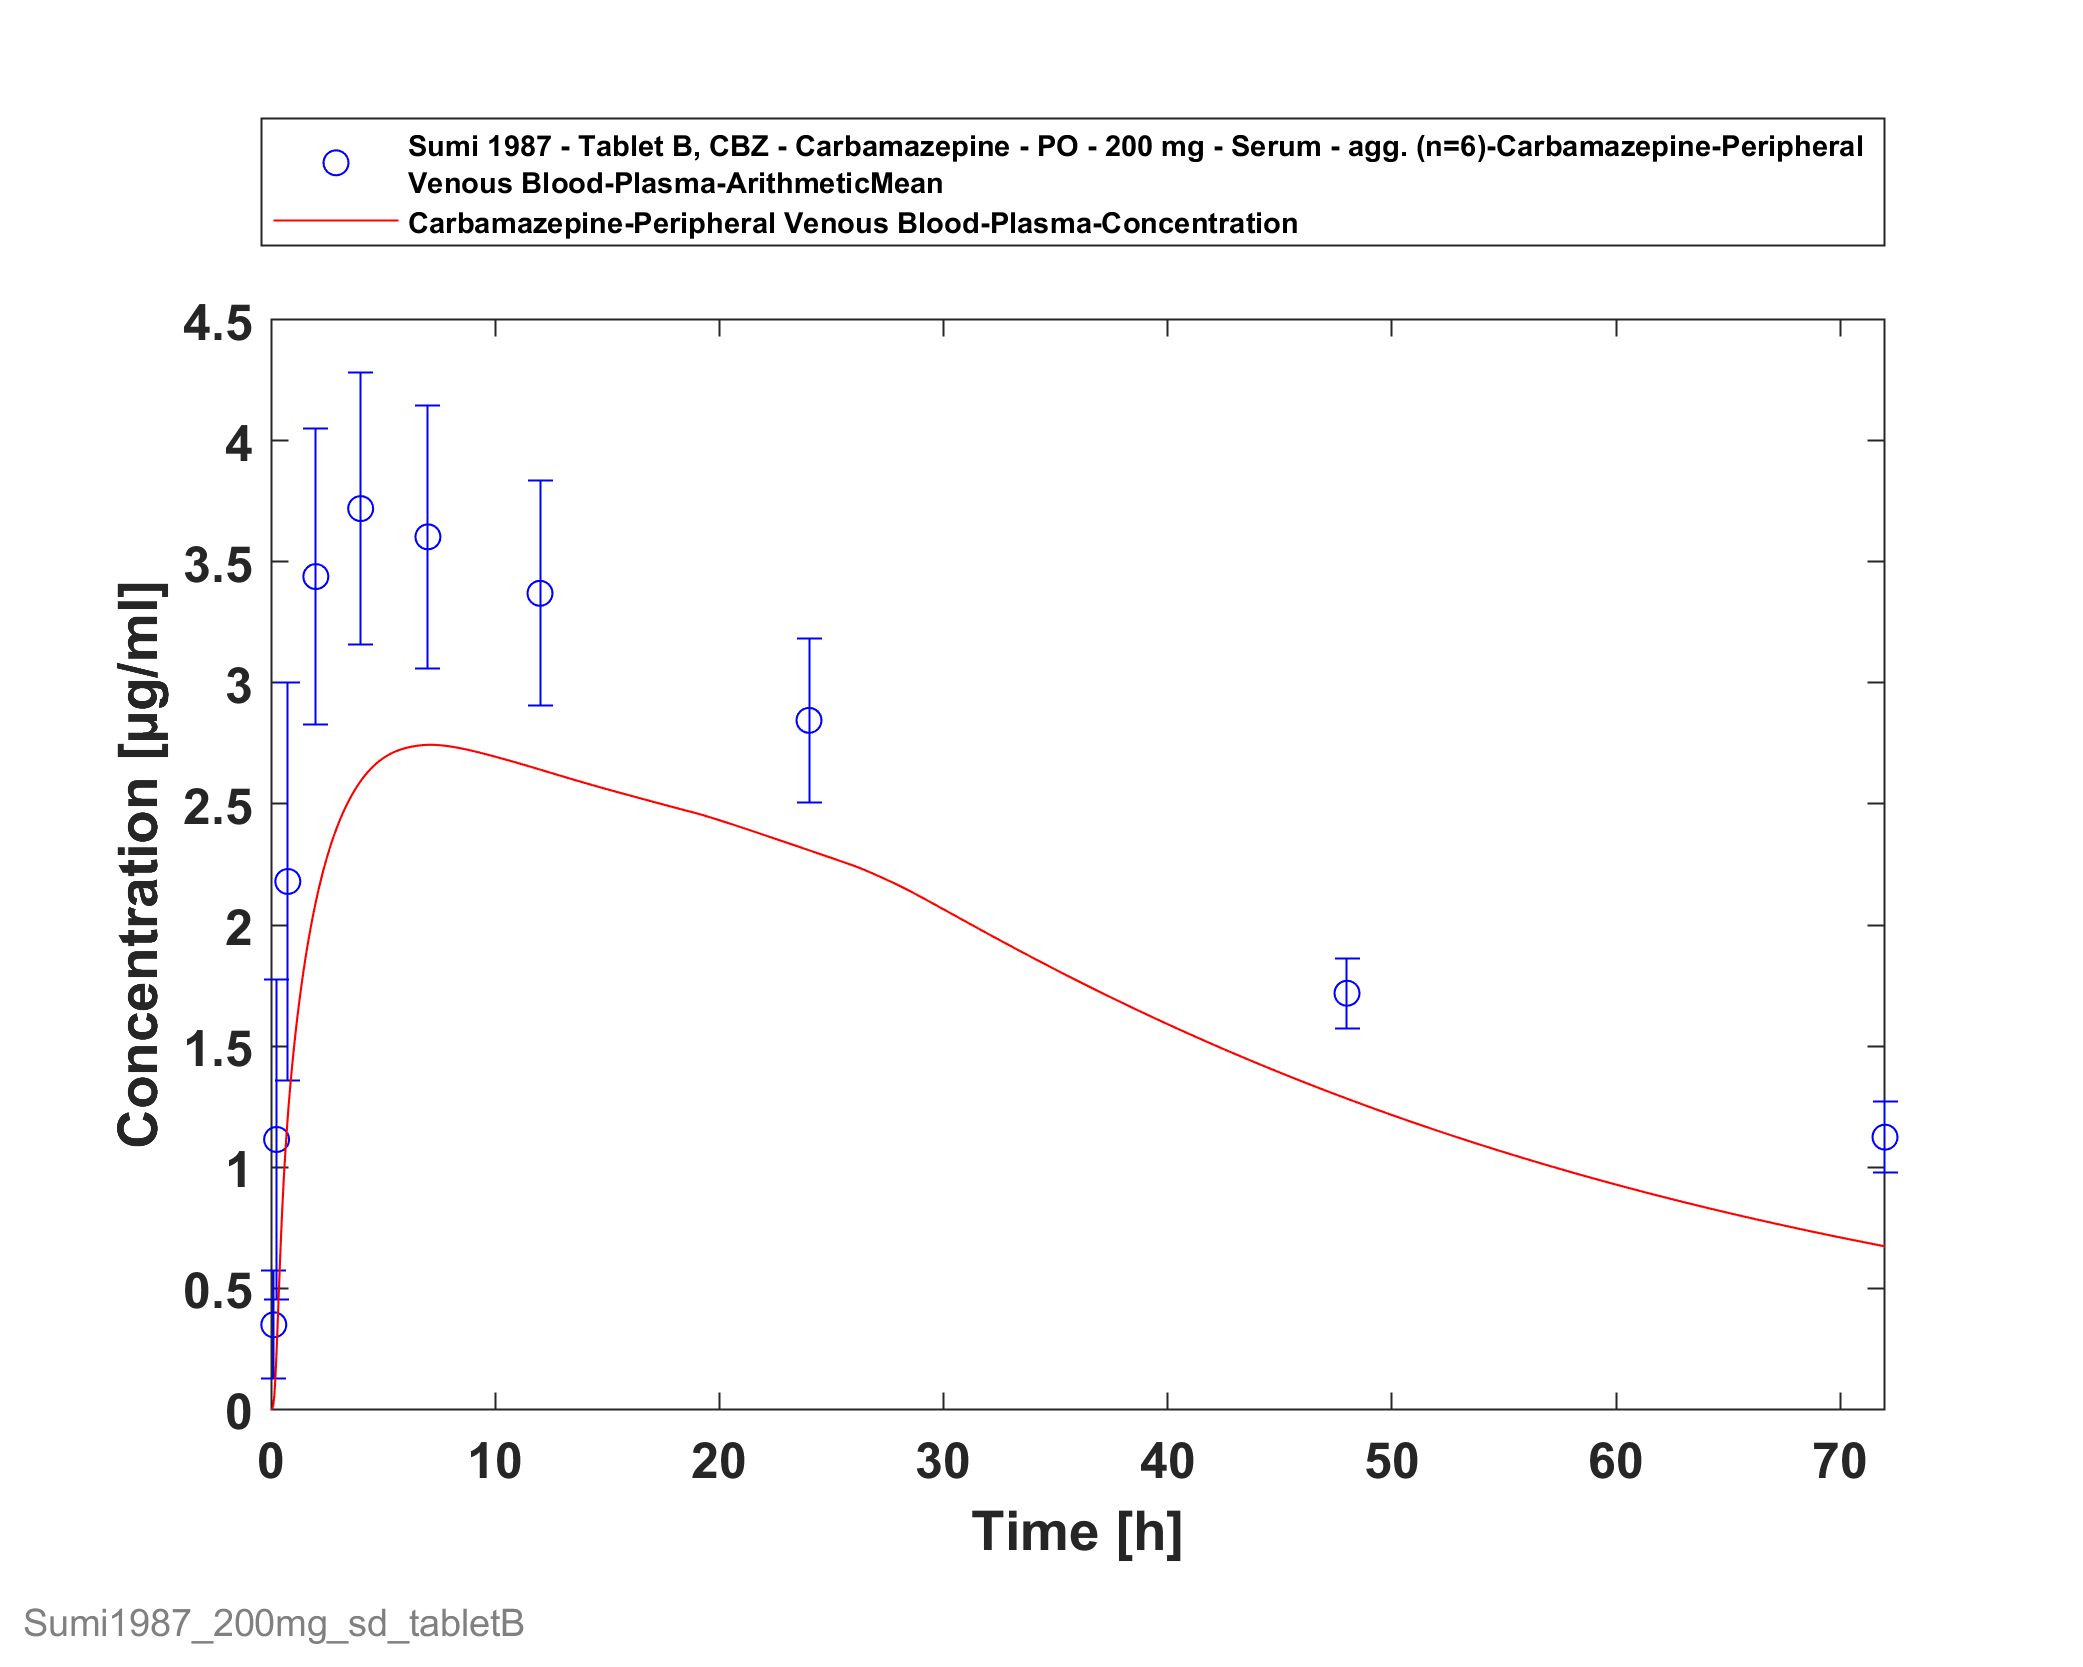 Sumi 1987 - Tablet B, CBZ - Carbamazepine - PO - 200 mg - Serum - agg. (n=6)-Carbamazepine-Peripheral
Venous Blood-Plasma-ArithmeticMean
Carbamazepine-Peripheral Venous Blood-Plasma-Concentration
4.5
4
3.5
3
2.5
2
1.5
1
0.5
0
Concentration [µg/ml]
0 10 20 30 40 50 60 70
Time [h]
Sumi1987_200mg_sd_tabletB